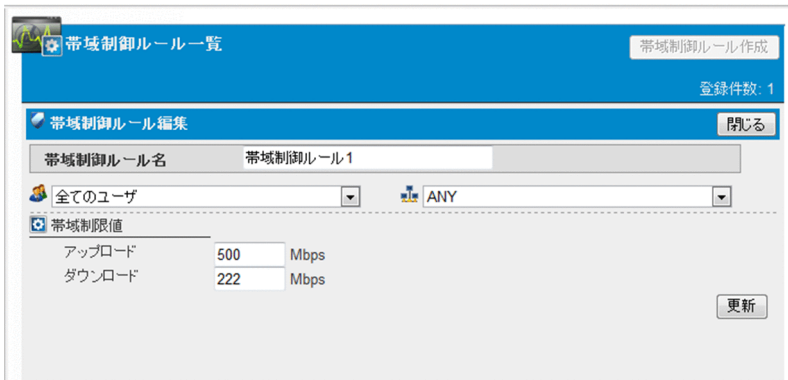 帯域制御ルール一覧
帯域制御ルール作成
登録件数: 1
帯域制御ルール編集
閉じる
帯域制御ルール名 帯域制御ルール1
全てのユーザ ANY
帯域制限値
アップロード 500 Mbps
ダウンロード 222 Mbps
更新